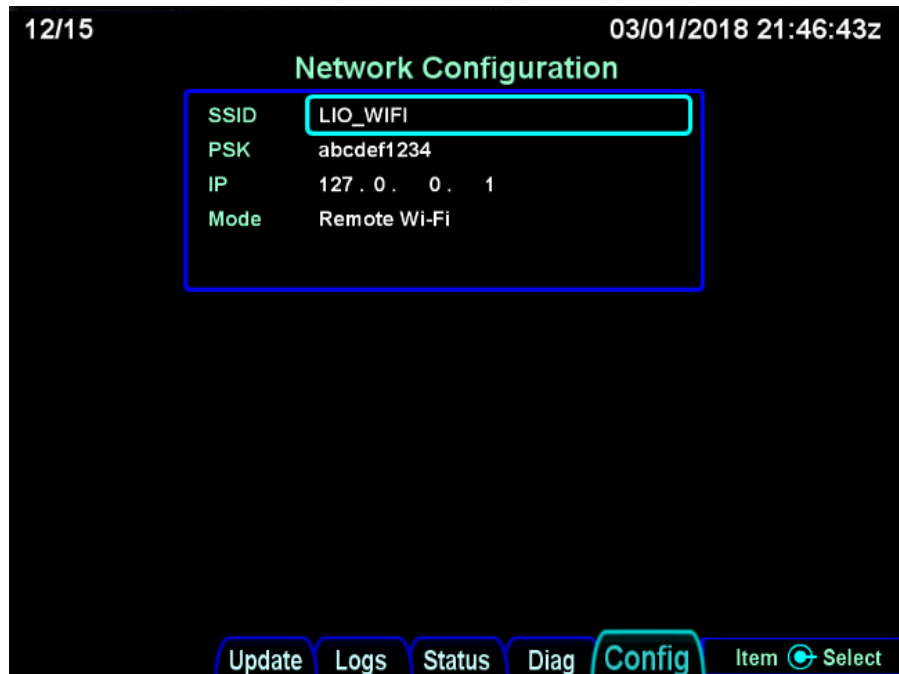 12/15 03/01/2018 21:46:43z
Network Configuration
SSID LIO_WIFI
PSK abcdef1234
IP 127 . 0 . 0 . 1
Mode Remote Wi-Fi
Update Logs Status Diag Config Item Select